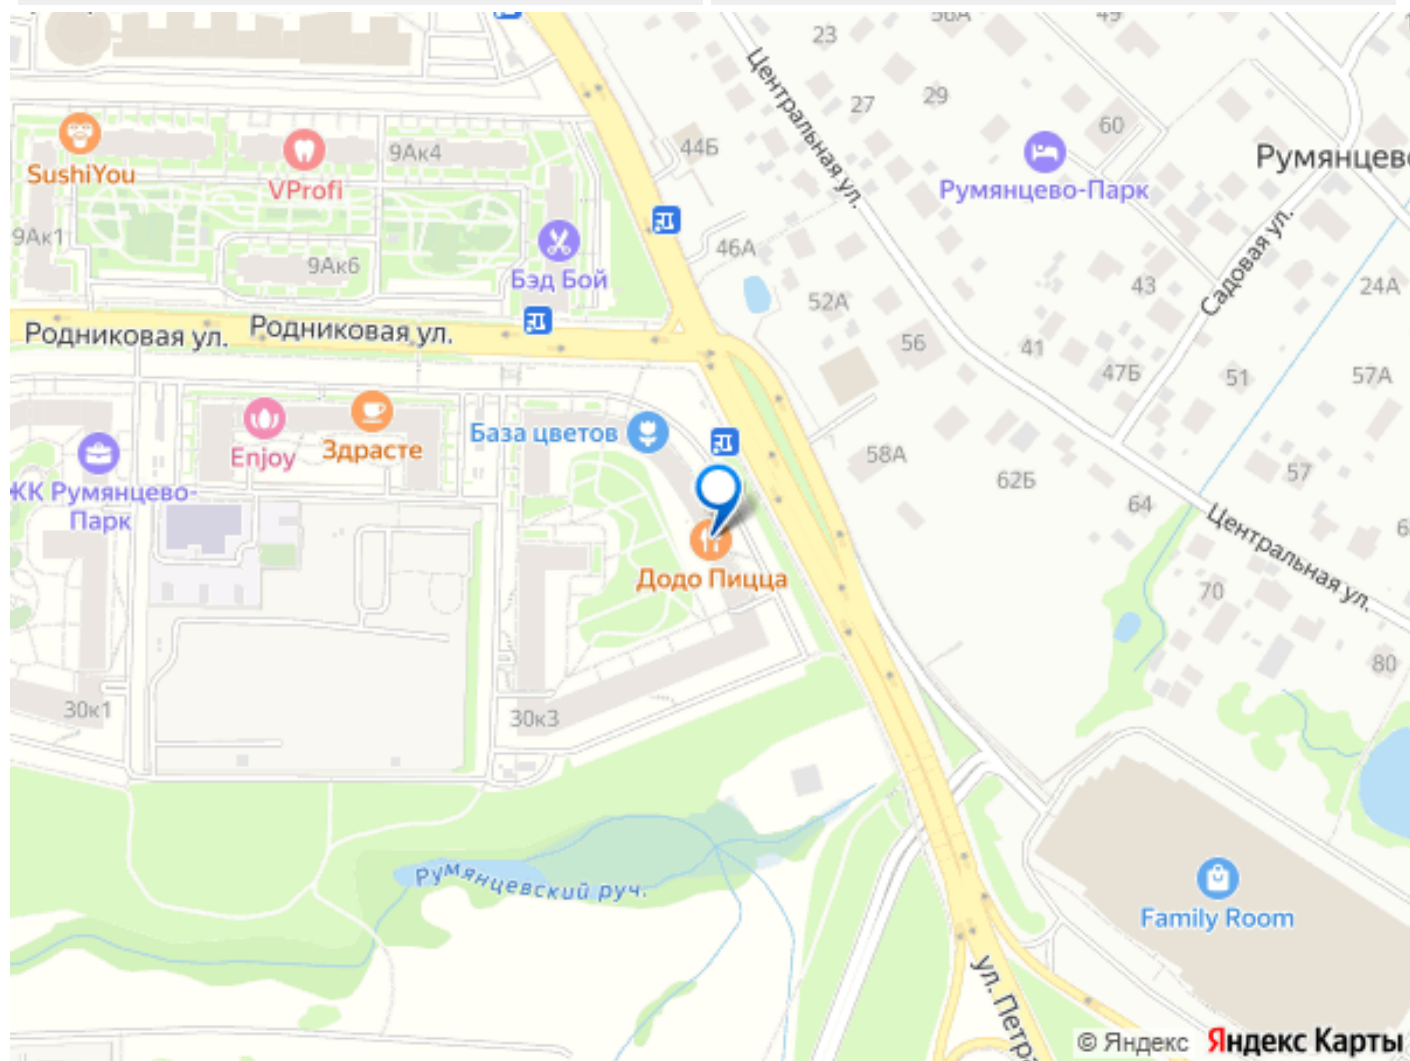 23
49
Центральная ул.
27
29
60
44Б
9Ак4
SushiYou
VProfi
Румянцево-Парк
Румянцево
9Ак1
46А
9Ак6
Бэд Бой
43
Садовая ул.
24А
52А
Родниковая ул.
Родниковая ул.
56
41
47Б
51
57А
База цветов
Enjoy
Здрасте
58А
62Б
57
64
ЖК Румянцево-
Парк
Центральная ул.
Додо Пицца
70
80
30к1
30к3
Румянцевский руч.
Family Room
ул. Петра
© Яндекс Яндекс Карты